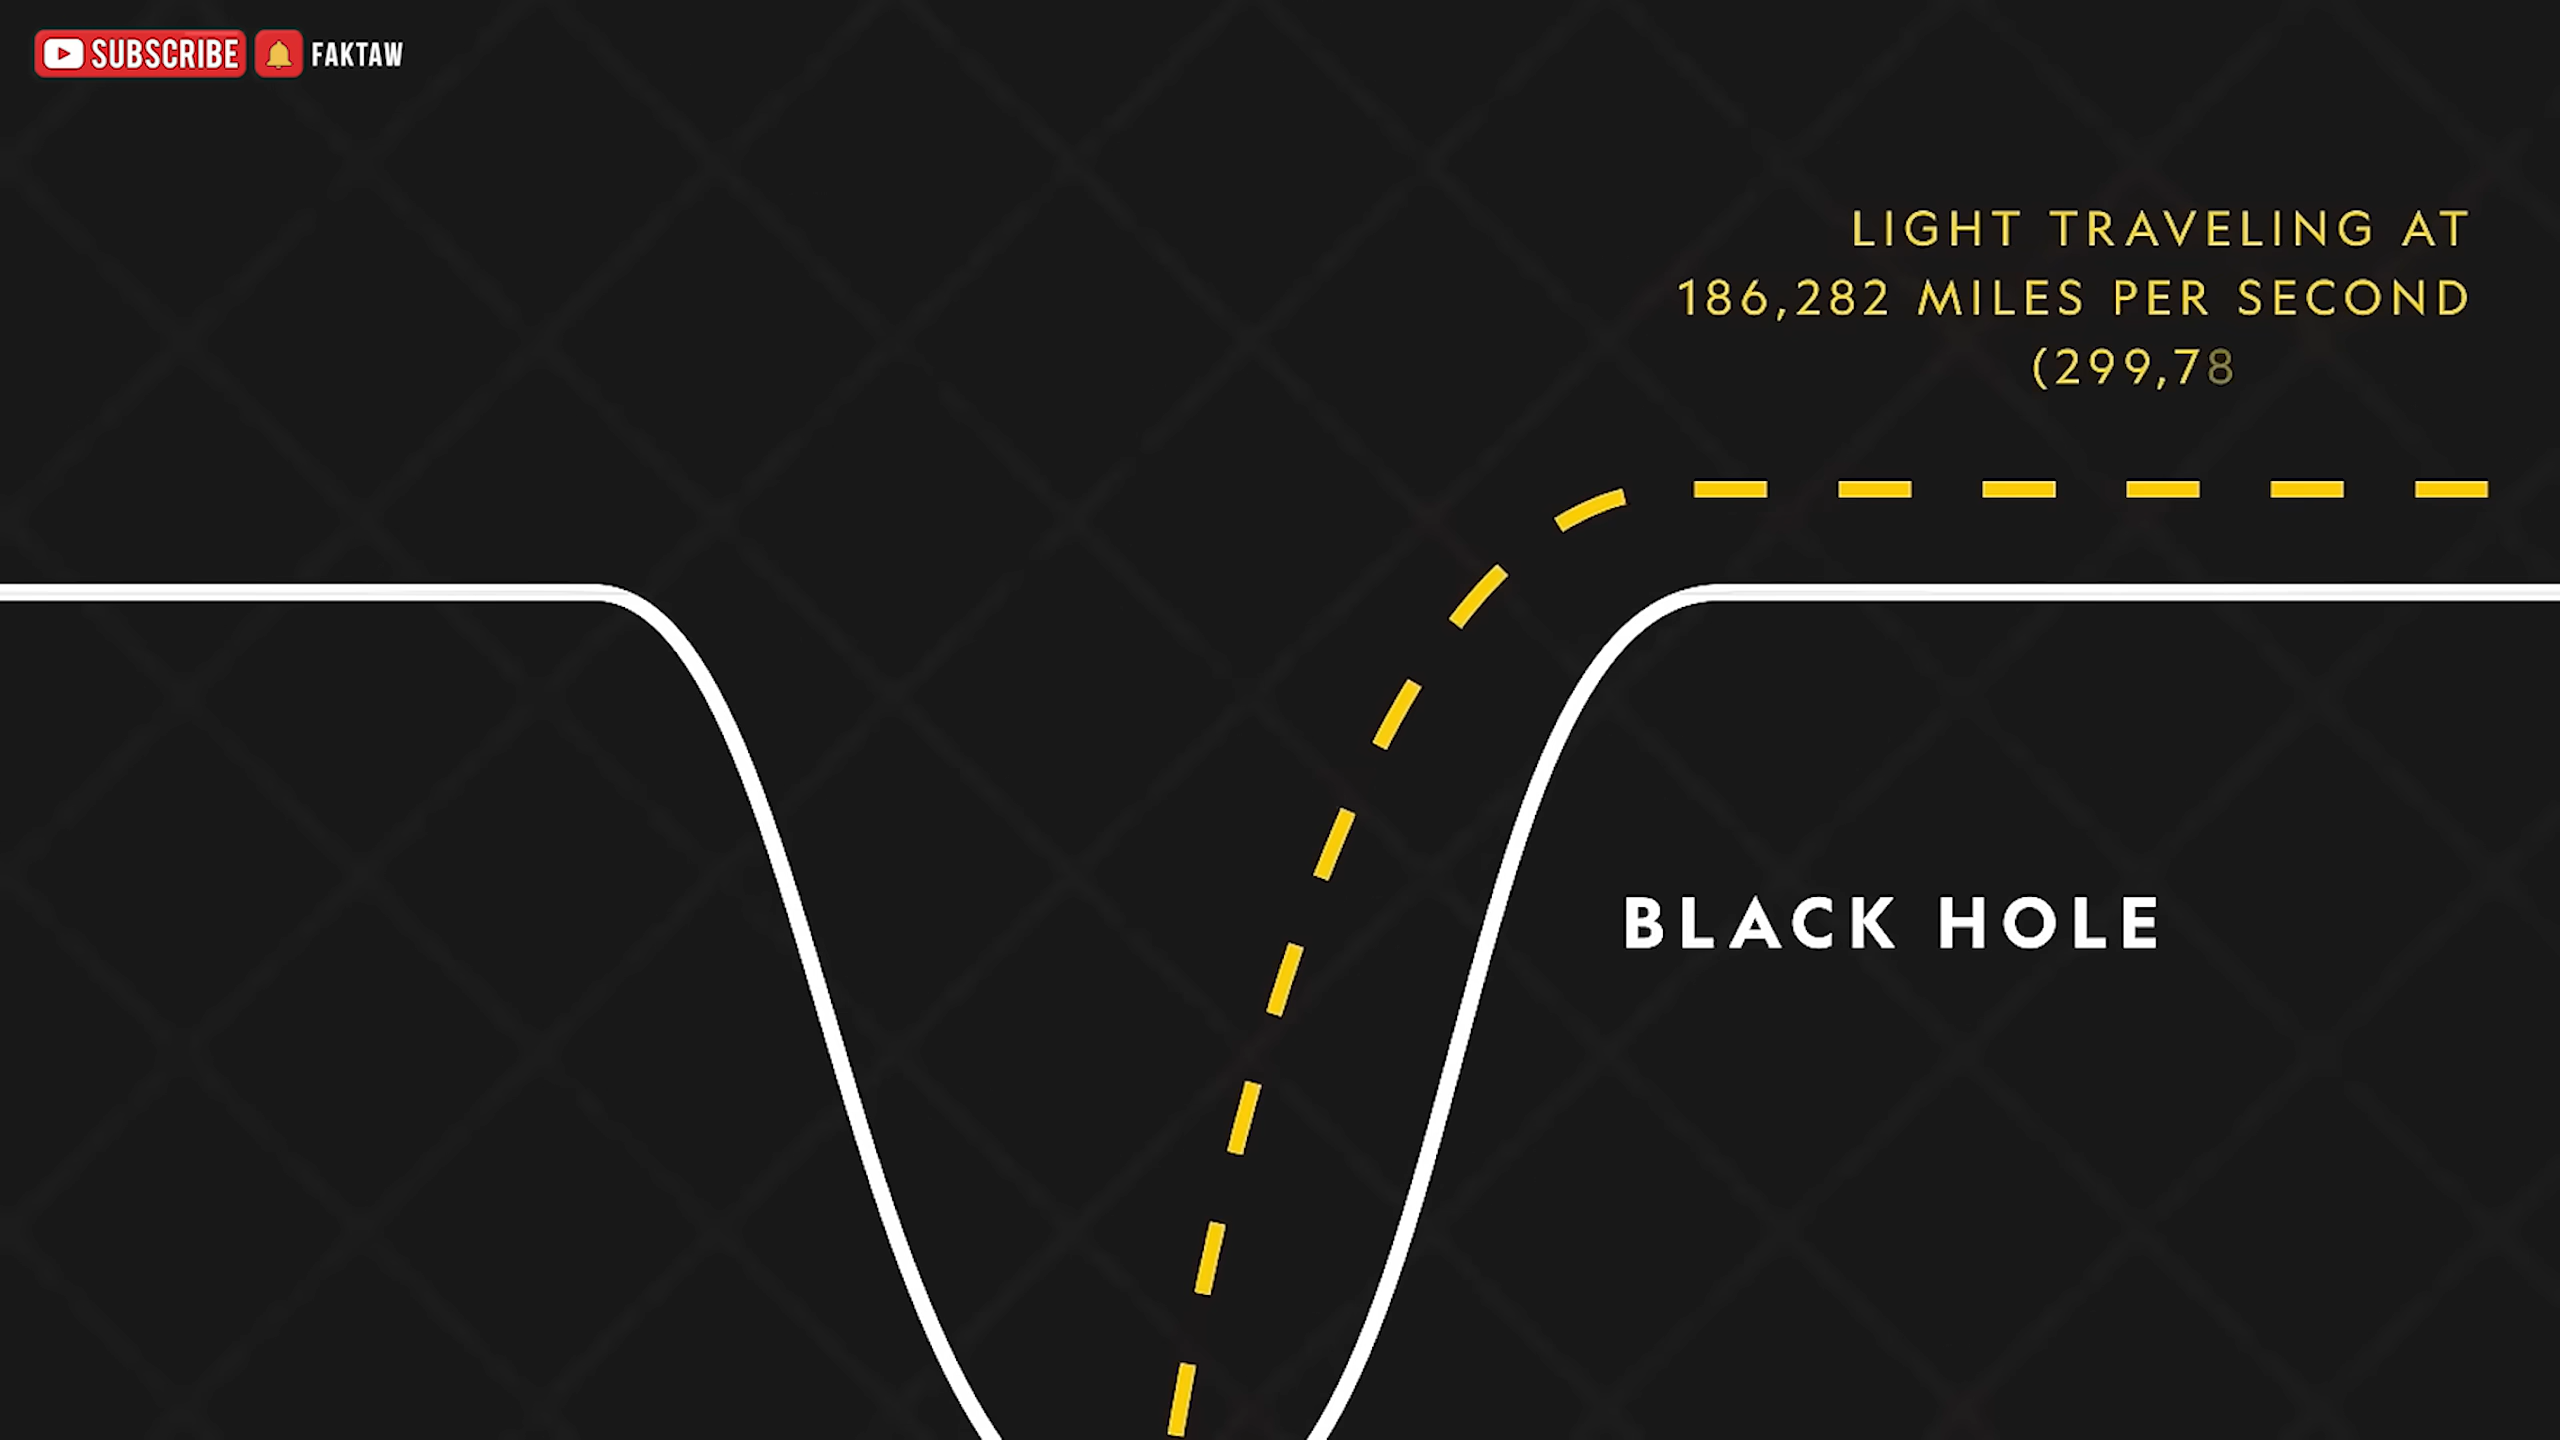 SUBSCRIBE FAKTAW
LIGHT TRAVELING AT
186,282 MILES PER SECOND
(299,78
BLACK HOLE